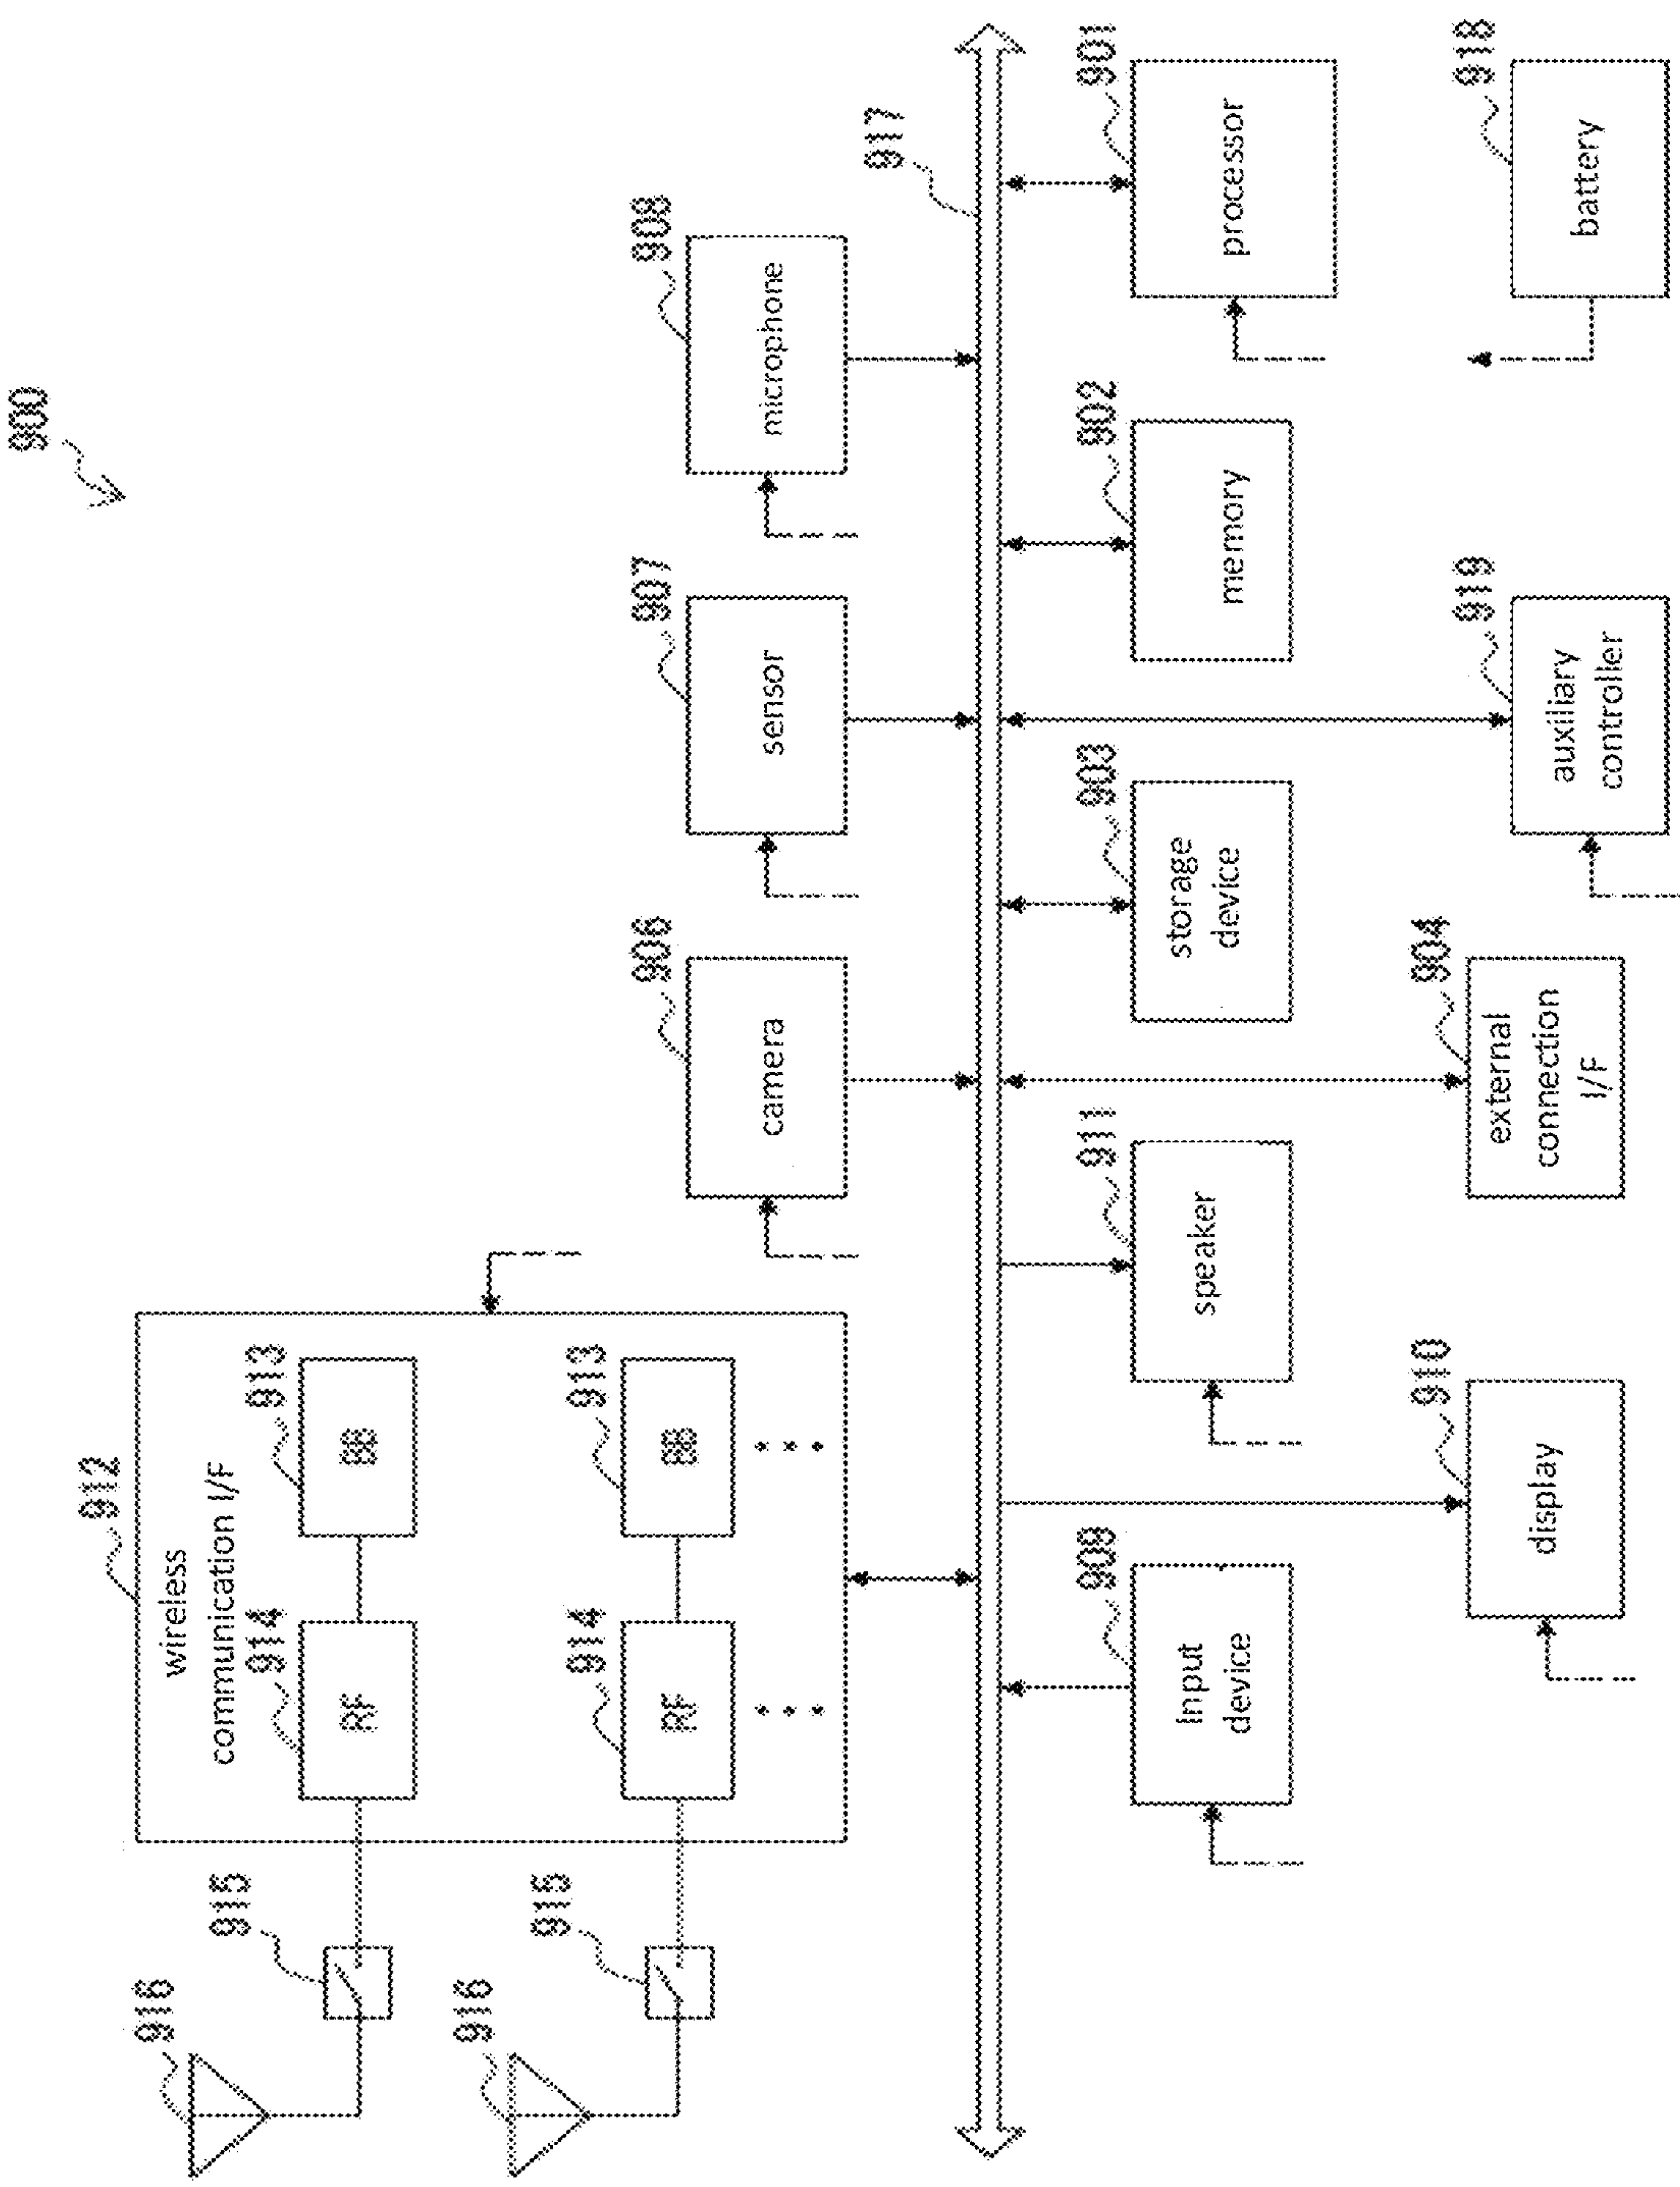 900
912
wireless
communication I/F
914
913
RF
BB
914
913
RF
BB
916
915
916
915
906
camera
907
sensor
908
microphone
917
909
Input
device
911
speaker
903
storage
device
902
memory
901
processor
910
display
904
external
connection
I/F
919
auxiliary
controller
918
battery